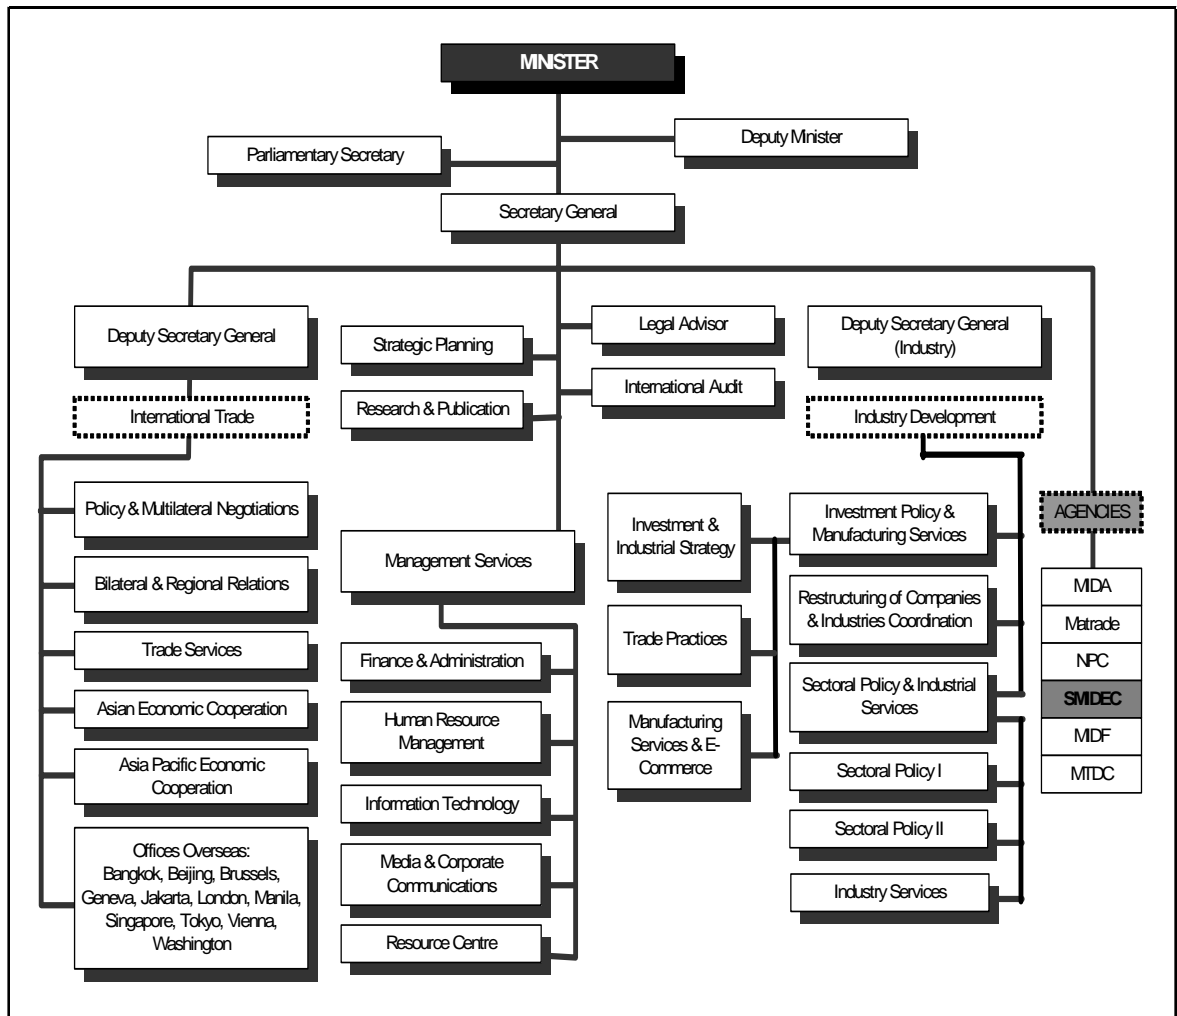 MINISTER
Parliamentary Secretary
Deputy Minister
Secretary General
Deputy Secretary General
Strategic Planning
Legal Advisor
Deputy Secretary General
(Industry)
International Trade
Research & Publication
International Audit
Industry Development
Policy & Multilateral Negotiations
Bilateral & Regional Relations
Trade Services
Asian Economic Cooperation
Asia Pacific Economic
Cooperation
Offices Overseas:
Bangkok, Beijing, Brussels,
Geneva, Jakarta, London, Manila,
Singapore, Tokyo, Vienna,
Washington
Management Services
Finance & Administration
Human Resource
Management
Information Technology
Media & Corporate
Communications
Resource Centre
Investment &
Industrial Strategy
Trade Practices
Manufacturing
Services & E-
Commerce
Investment Policy &
Manufacturing Services
Restructuring of Companies
& Industries Coordination
Sectoral Policy & Industrial
Services
Sectoral Policy I
Sectoral Policy II
Industry Services
AGENCIES
MIDA
Matrade
NPC
SMIDEC
MIDF
MTDC